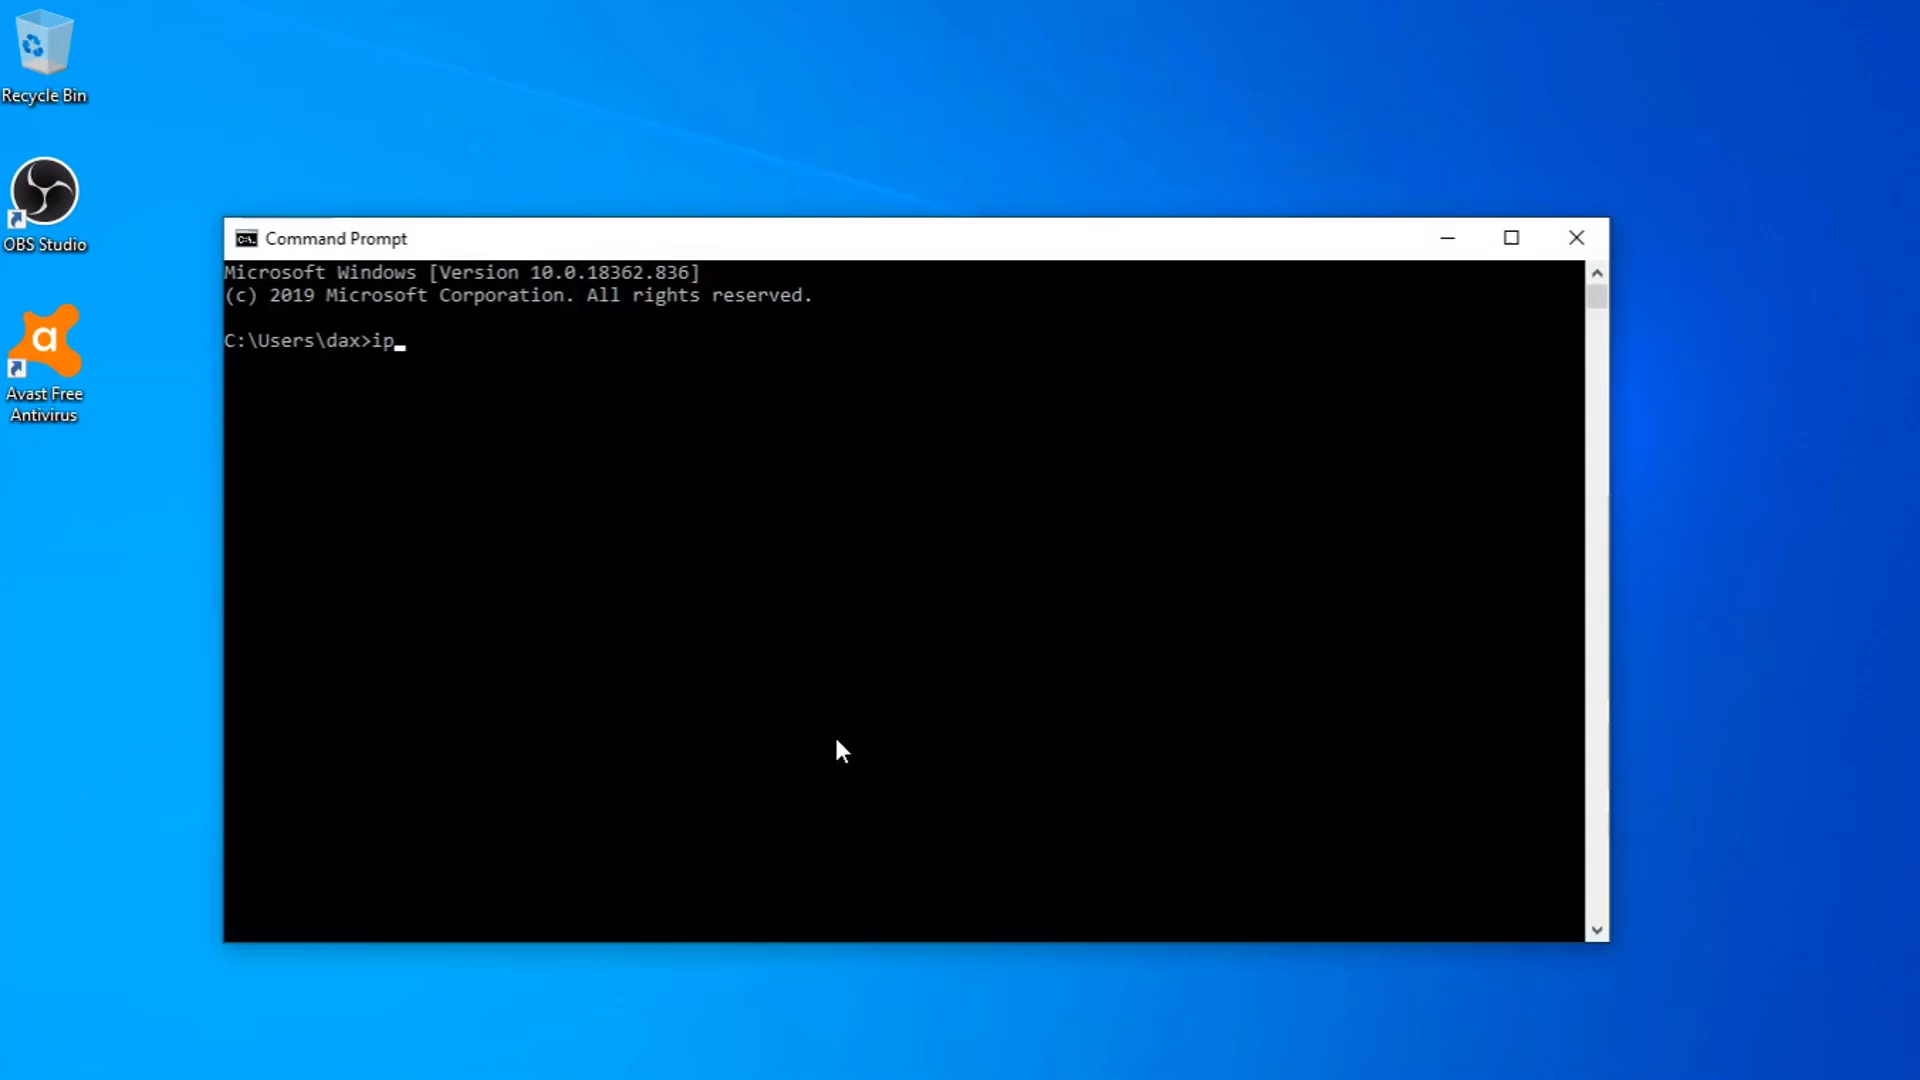 Recycle Bin
OBS Studio
a
Avast Free
Antivirus
C:\.
Command Prompt
Microsoft Windows [Version 10.0.18362.836]
(c) 2019 Microsoft Corporation. All rights reserved.
C:\Users\dax>ip_